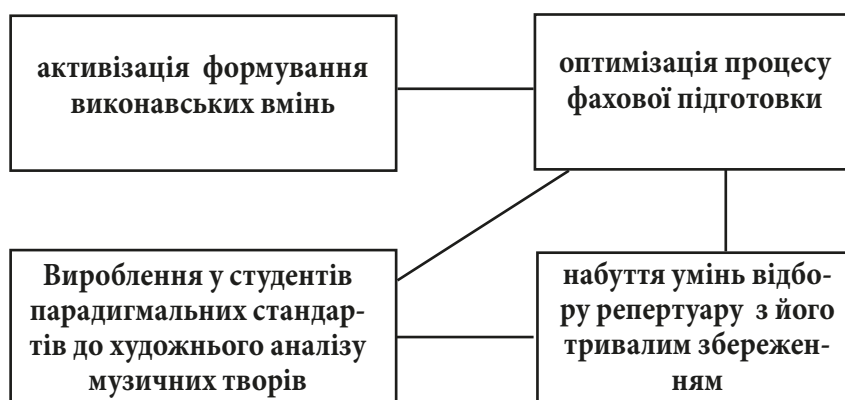 активізація формування
виконавських вмінь
оптимізація процесу
фахової підготовки
Вироблення у студентів
парадигмальних стандар-
тів до художнього аналізу
музичних творів
набуття умінь відбо-
ру репертуару з його
тривалим збережен-
ням